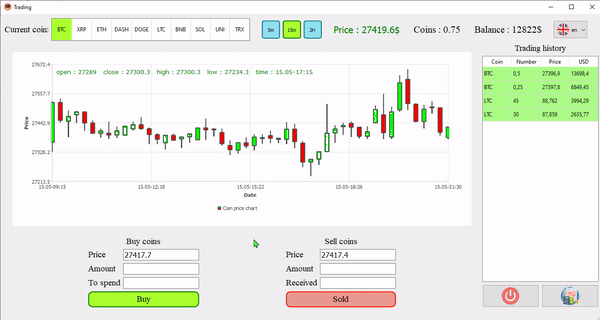 Trading
Current coin: BTC XRP ETH DASH DOGE LTC BNB SOL UNI TRX 5m 15m 2H Price : 27419.6$ Coins : 0.75 Balance : 12822$ en
Trading history
Coin Number Price USD
BTC 0,5 27396,9 13698,4
BTC 0,25 27397,8 6849,45
LTC 45 88,762 3994,29
LTC 30 87,859 2635,77
open : 27289 close : 27300.3 high : 27300.3 low : 27234.3 time : 15.05-17:15
27672.4
27557.7
27442.9
27328.2
27213.5
Price
15.05-09:15 15.05-12:18 15.05-15:22 15.05-18:26 15.05-21:30
Date
Coin price chart
Buy coins
Price 27417.7
Amount
To spend
Buy
Sell coins
Price 27417.4
Amount
Received
Sold